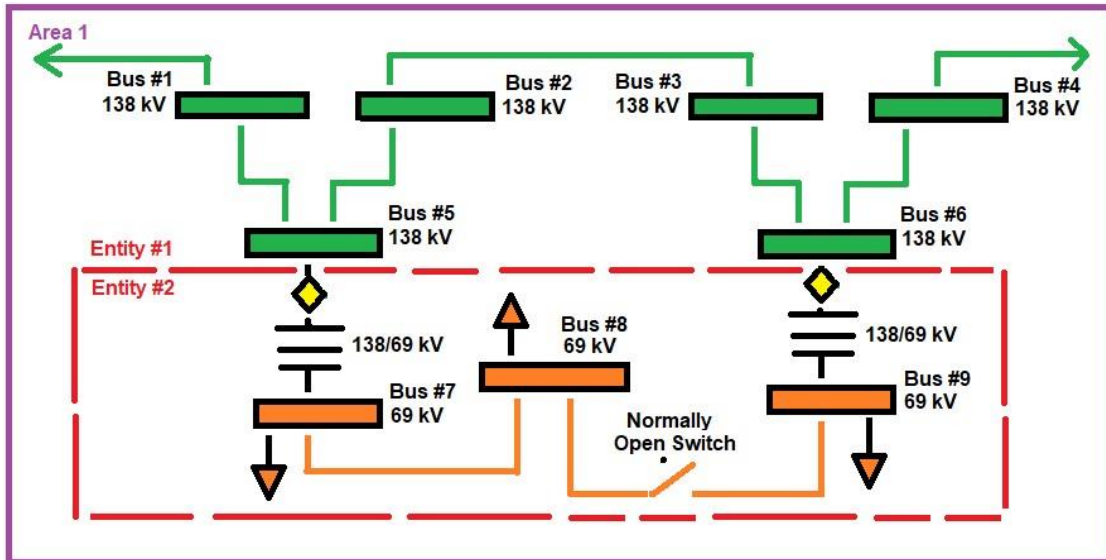 Area 1
Bus #1
138 kV
Bus #2
138 kV
Bus #3
138 kV
Bus #4
138 kV
Bus #5
138 kV
Bus #6
138 kV
Entity #1
Entity #2
138/69 kV
Bus #8
69 kV
138/69 kV
Bus #7
69 kV
Bus #9
69 kV
Normally
Open Switch